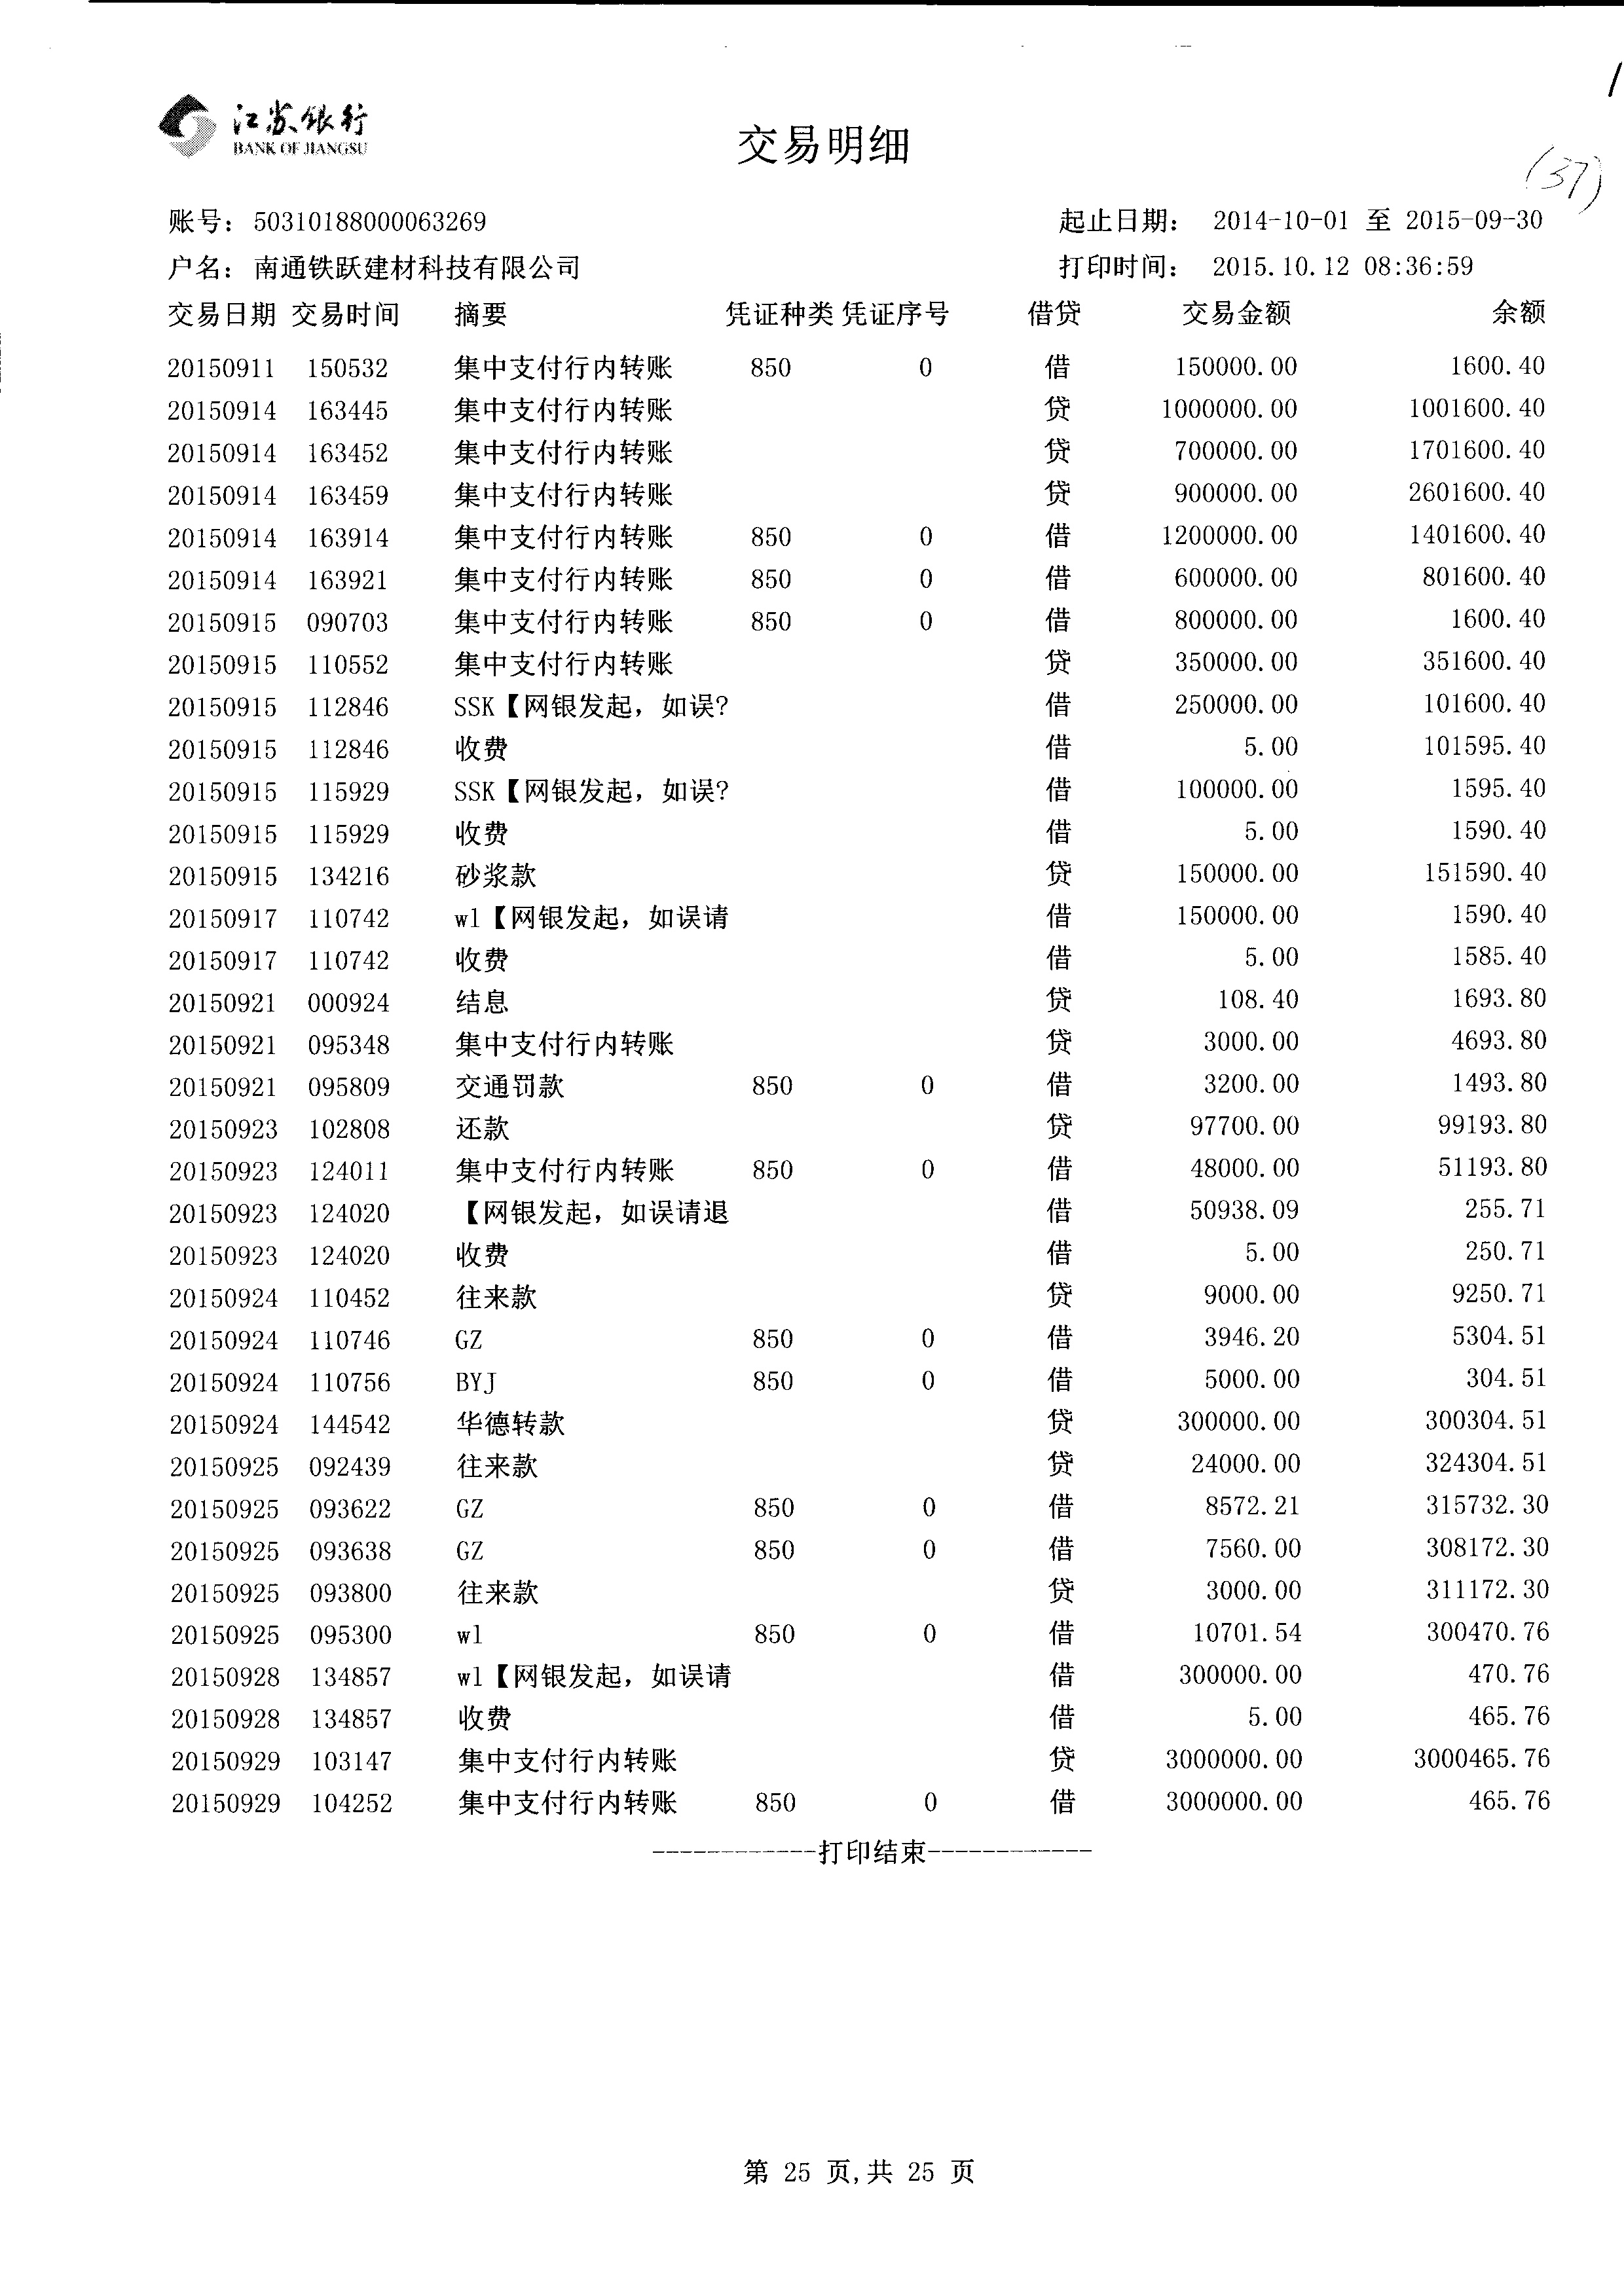 江苏银行
BANK OF JIANGSU
交易明细
(37)
账号： 50310188000063269 起止日期： 2014-10-01 至 2015-09-30
户名： 南通铁跃建材科技有限公司 打印时间： 2015.10.12 08:36:59
交易日期 交易时间 摘要 凭证种类 凭证序号 借贷 交易金额 余额
20150911 150532 集中支付行内转账 850 0 借 150000.00 1600.40
20150914 163445 集中支付行内转账 贷 1000000.00 1001600.40
20150914 163452 集中支付行内转账 贷 700000.00 1701600.40
20150914 163459 集中支付行内转账 贷 900000.00 2601600.40
20150914 163914 集中支付行内转账 850 0 借 1200000.00 1401600.40
20150914 163921 集中支付行内转账 850 0 借 600000.00 801600.40
20150915 090703 集中支付行内转账 850 0 借 800000.00 1600.40
20150915 110552 集中支付行内转账 贷 350000.00 351600.40
20150915 112846 SSK【网银发起，如误? 借 250000.00 101600.40
20150915 112846 收费 借 5.00 101595.40
20150915 115929 SSK【网银发起，如误? 借 100000.00 1595.40
20150915 115929 收费 借 5.00 1590.40
20150915 134216 砂浆款 贷 150000.00 151590.40
20150917 110742 wl【网银发起，如误请 借 150000.00 1590.40
20150917 110742 收费 借 5.00 1585.40
20150921 000924 结息 贷 108.40 1693.80
20150921 095348 集中支付行内转账 贷 3000.00 4693.80
20150921 095809 交通罚款 850 0 借 3200.00 1493.80
20150923 102808 还款 贷 97700.00 99193.80
20150923 124011 集中支付行内转账 850 0 借 48000.00 51193.80
20150923 124020 【网银发起，如误请退 借 50938.09 255.71
20150923 124020 收费 借 5.00 250.71
20150924 110452 往来款 贷 9000.00 9250.71
20150924 110746 GZ 850 0 借 3946.20 5304.51
20150924 110756 BYJ 850 0 借 5000.00 304.51
20150924 144542 华德转款 贷 300000.00 300304.51
20150925 092439 往来款 贷 24000.00 324304.51
20150925 093622 GZ 850 0 借 8572.21 315732.30
20150925 093638 GZ 850 0 借 7560.00 308172.30
20150925 093800 往来款 贷 3000.00 311172.30
20150925 095300 wl 850 0 借 10701.54 300470.76
20150928 134857 wl【网银发起，如误请 借 300000.00 470.76
20150928 134857 收费 借 5.00 465.76
20150929 103147 集中支付行内转账 贷 3000000.00 3000465.76
20150929 104252 集中支付行内转账 850 0 借 3000000.00 465.76
------------打印结束------------
第 25 页,共 25 页